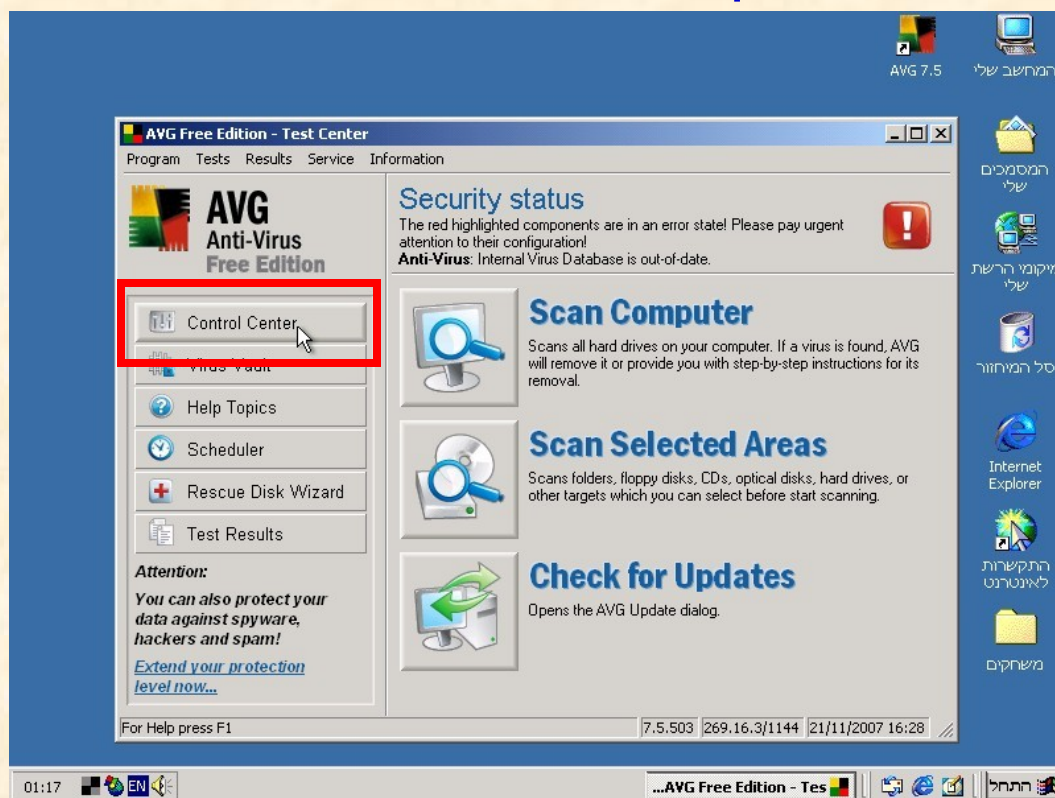 AVG 7.5
המחשב שלי
המסמכים
שלי
מיקומי הרשת
שלי
סל המיחזור
Internet
Explorer
התקשרות
לאינטרנט
משחקים
AVG Free Edition - Test Center
Program Tests Results Service Information
AVG
Anti-Virus
Free Edition
Control Center
Virus Vault
Help Topics
Scheduler
Rescue Disk Wizard
Test Results
Attention:
You can also protect your
data against spyware,
hackers and spam!
Extend your protection
level now...
Security status
The red highlighted components are in an error state! Please pay urgent
attention to their configuration!
Anti-Virus: Internal Virus Database is out-of-date.
Scan Computer
Scans all hard drives on your computer. If a virus is found, AVG
will remove it or provide you with step-by-step instructions for its
removal.
Scan Selected Areas
Scans folders, floppy disks, CDs, optical disks, hard drives, or
other targets which you can select before start scanning.
Check for Updates
Opens the AVG Update dialog.
For Help press F1
7.5.503 269.16.3/1144 21/11/2007 16:28
01:17 EN
...AVG Free Edition - Tes
התחל